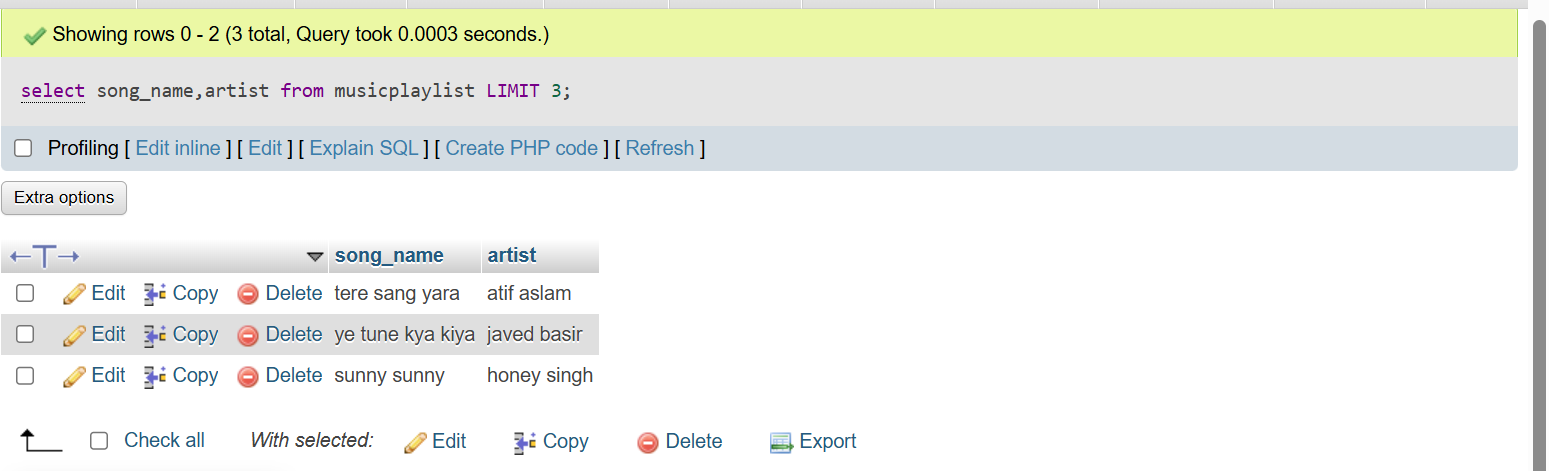 Showing rows 0 - 2 (3 total, Query took 0.0003 seconds.)
select song_name,artist from musicplaylist LIMIT 3;
Profiling [ Edit inline ] [ Edit ] [ Explain SQL ] [ Create PHP code ] [ Refresh ]
Extra options
song_name artist
Edit Copy Delete tere sang yara atif aslam
Edit Copy Delete ye tune kya kiya javed basir
Edit Copy Delete sunny sunny honey singh
Check all With selected: Edit Copy Delete Export